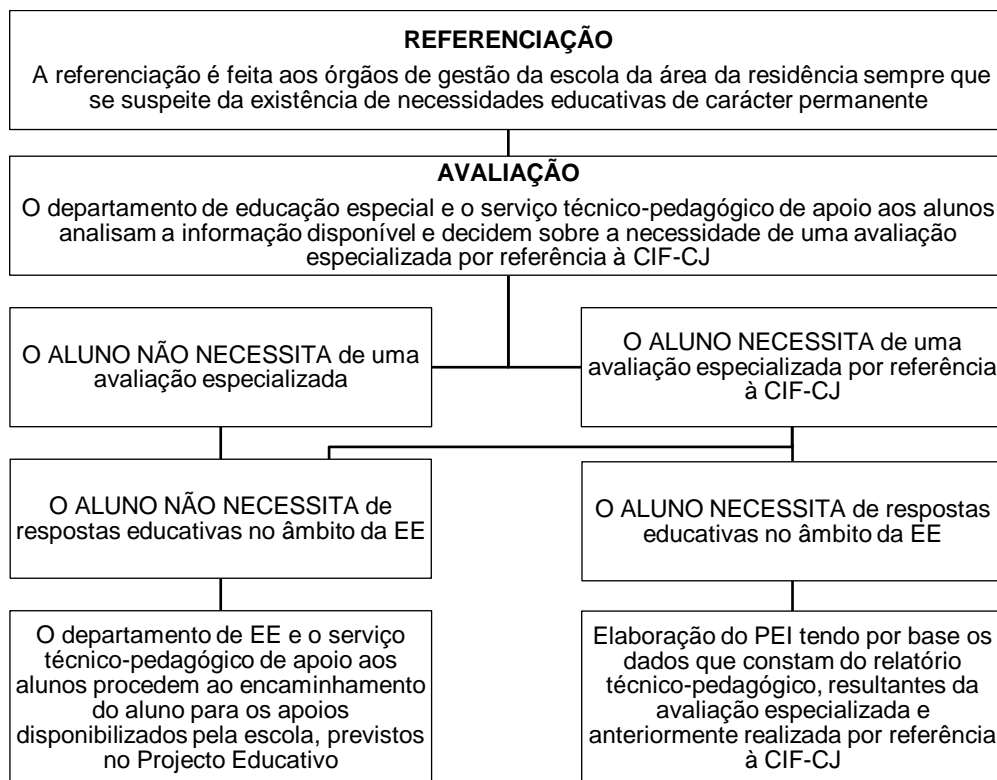 REFERENCIAÇÃO
A referenciação é feita aos órgãos de gestão da escola da área da residência sempre que
se suspeite da existência de necessidades educativas de carácter permanente
AVALIAÇÃO
O departamento de educação especial e o serviço técnico-pedagógico de apoio aos alunos
analisam a informação disponível e decidem sobre a necessidade de uma avaliação
especializada por referência à CIF-CJ
O ALUNO NÃO NECESSITA de uma
avaliação especializada
O ALUNO NECESSITA de uma
avaliação especializada por referência
à CIF-CJ
O ALUNO NÃO NECESSITA de
respostas educativas no âmbito da EE
O ALUNO NECESSITA de respostas
educativas no âmbito da EE
O departamento de EE e o serviço
técnico-pedagógico de apoio aos
alunos procedem ao encaminhamento
do aluno para os apoios
disponibilizados pela escola, previstos
no Projecto Educativo
Elaboração do PEI tendo por base os
dados que constam do relatório
técnico-pedagógico, resultantes da
avaliação especializada e
anteriormente realizada por referência
à CIF-CJ